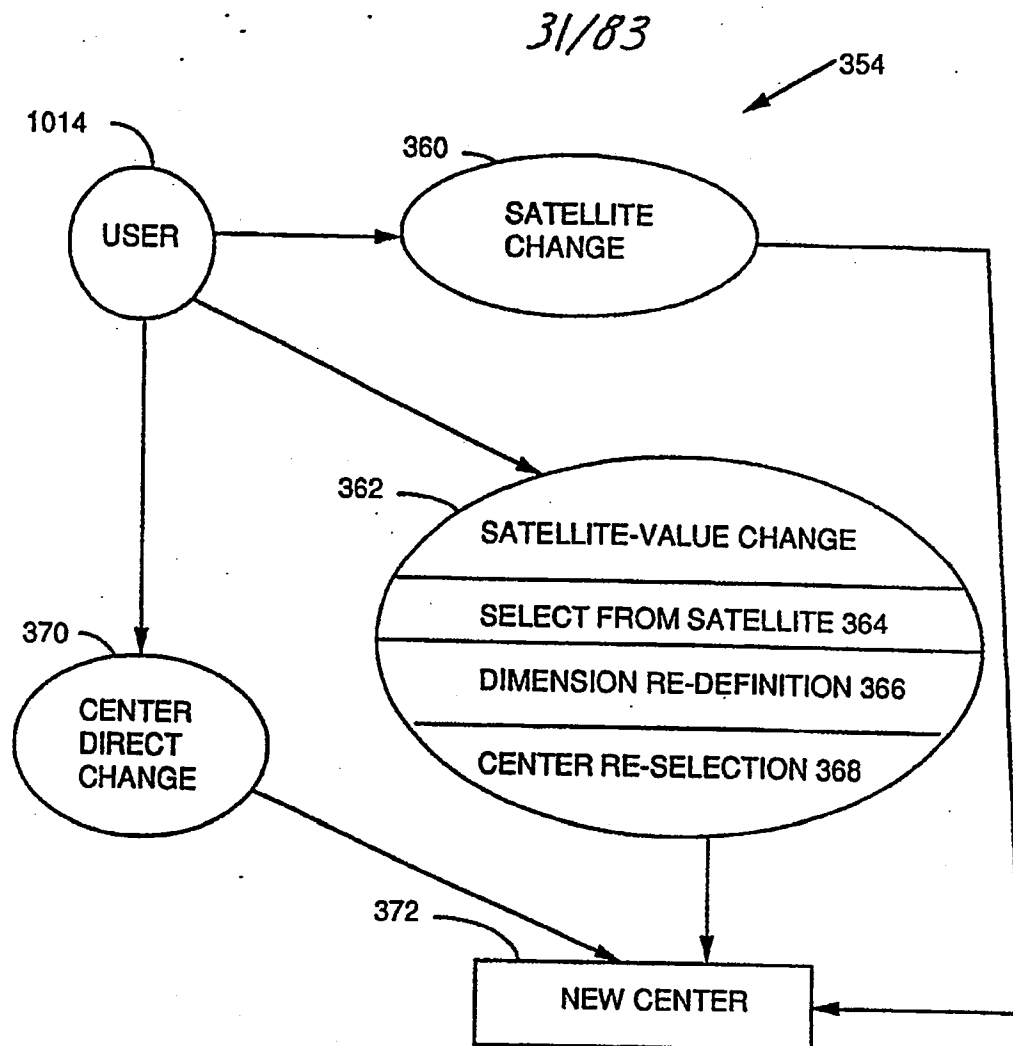 31/83
354
1014
360
USER
SATELLITE
CHANGE
362
SATELLITE-VALUE CHANGE
SELECT FROM SATELLITE 364
DIMENSION RE-DEFINITION 366
CENTER RE-SELECTION 368
370
CENTER
DIRECT
CHANGE
372
NEW CENTER